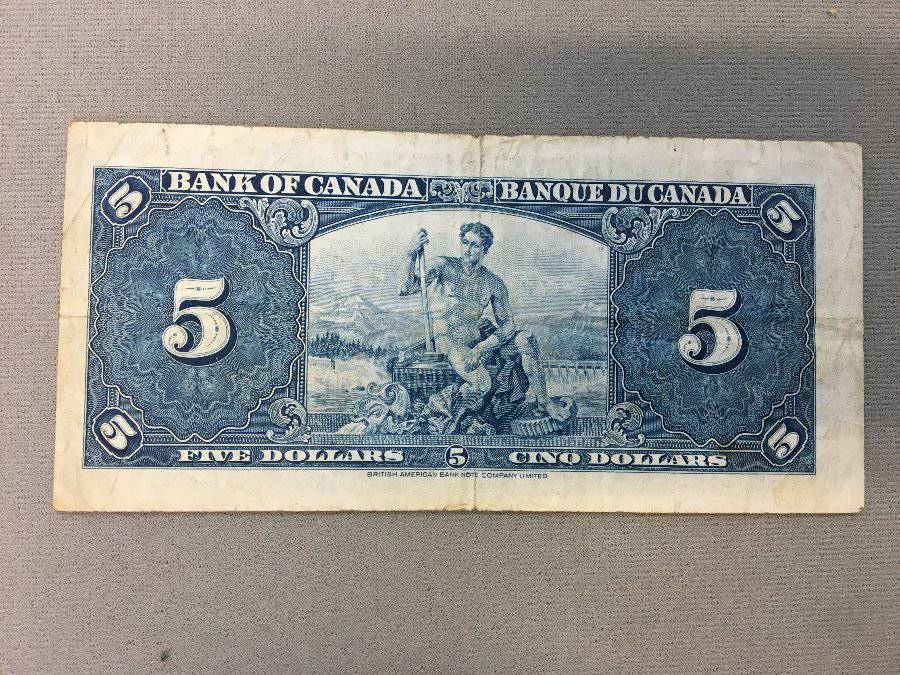 BANK OF CANADA BANQUE DU CANADA
5 5
5 5
5 5
FIVE DOLLARS 5 CINQ DOLLARS
BRITISH AMERICAN BANK NOTE COMPANY LIMITED